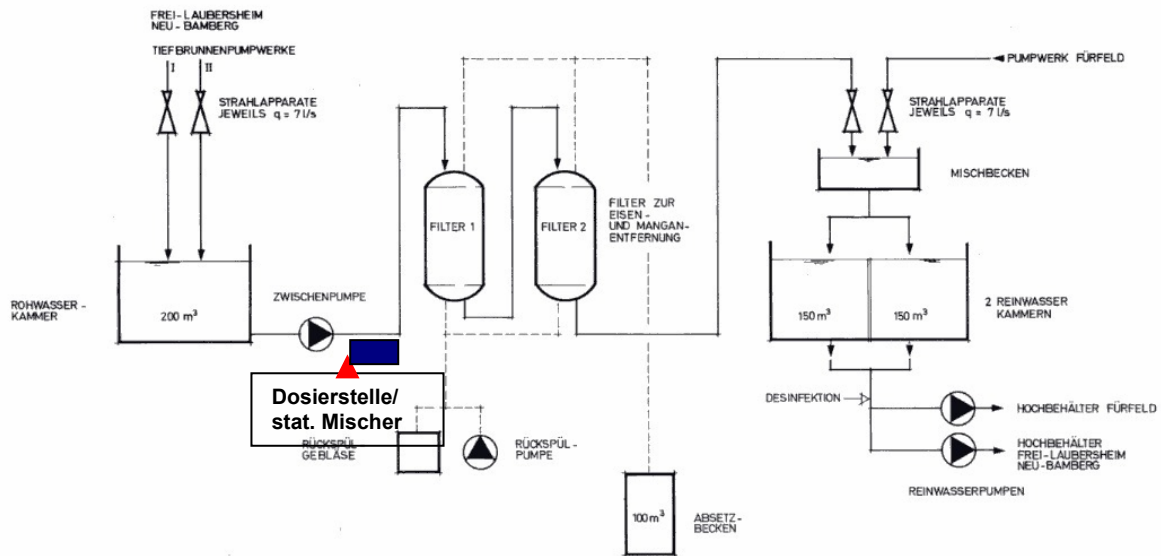 FREI-LAUBERSHEIM
NEU-BAMBERG
TIEFBRUNNENPUMPWERKE
I II
STRAHLAPPARATE
JEWEILS q = 7 l/s
ROHWASSER-
KAMMER
200 m³
ZWISCHENPUMPE
Dosierstelle/
stat. Mischer
FILTER 1
FILTER 2
FILTER ZUR
EISEN-
UND MANGAN-
ENTFERNUNG
RÜCKSPÜL-
GEBLÄSE
RÜCKSPÜL-
PUMPE
100 m³
ABSETZ-
BECKEN
PUMPWERK FÜRFELD
STRAHLAPPARATE
JEWEILS q = 7 l/s
MISCHBECKEN
150 m³
150 m³
2 REINWASSER
KAMMERN
DESINFEKTION
HOCHBEHÄLTER FÜRFELD
HOCHBEHÄLTER
FREI-LAUBERSHEIM
NEU-BAMBERG
REINWASSERPUMPEN